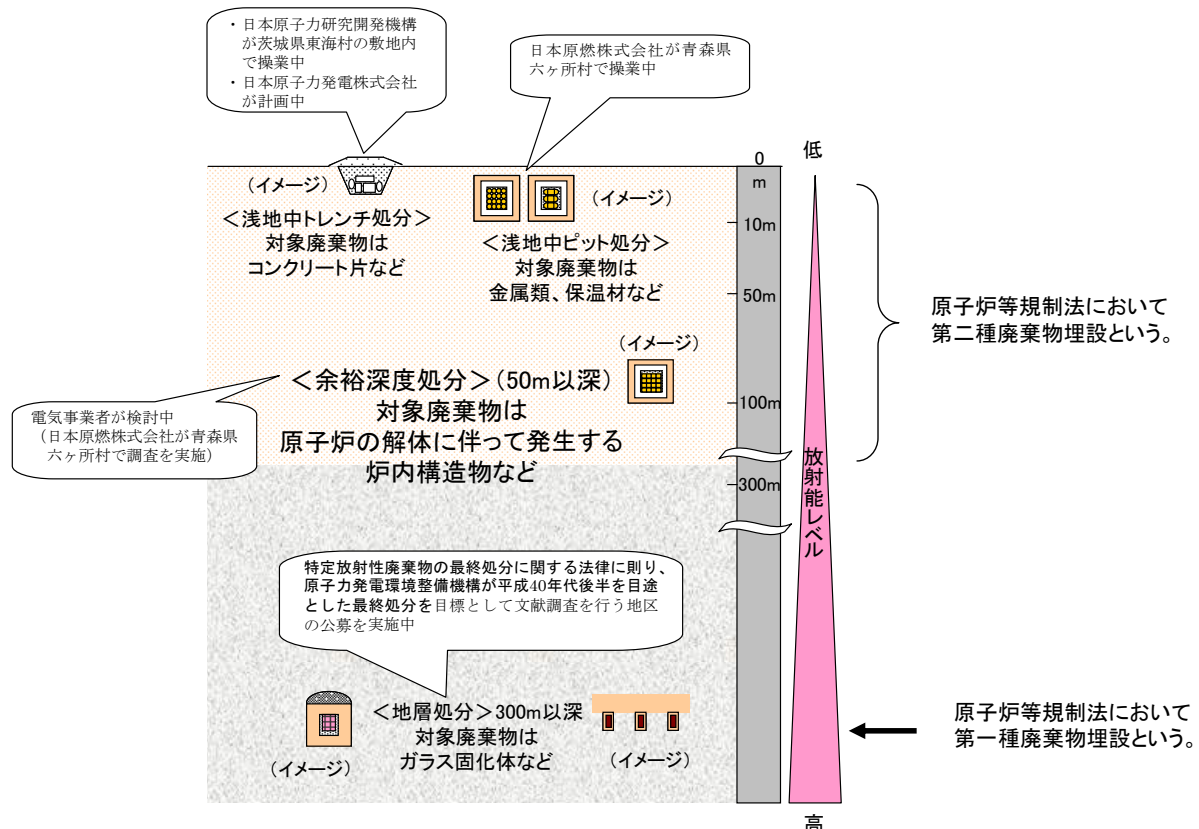 ・日本原子力研究開発機構
が茨城県東海村の敷地内
で操業中
・日本原子力発電株式会社
が計画中
日本原燃株式会社が青森県
六ヶ所村で操業中
0
m
10m
50m
100m
300m
低
放射能レベル
高
（イメージ）
＜浅地中トレンチ処分＞
対象廃棄物は
コンクリート片など
（イメージ）
＜浅地中ピット処分＞
対象廃棄物は
金属類、保温材など
原子炉等規制法において
第二種廃棄物埋設という。
（イメージ）
＜余裕深度処分＞（50m以深）
対象廃棄物は
原子炉の解体に伴って発生する
炉内構造物など
電気事業者が検討中
（日本原燃株式会社が青森県
六ヶ所村で調査を実施）
特定放射性廃棄物の最終処分に関する法律に則り、
原子力発電環境整備機構が平成40年代後半を目途
とした最終処分を目標として文献調査を行う地区
の公募を実施中
＜地層処分＞300m以深
対象廃棄物は
ガラス固化体など
（イメージ）
（イメージ）
原子炉等規制法において
第一種廃棄物埋設という。